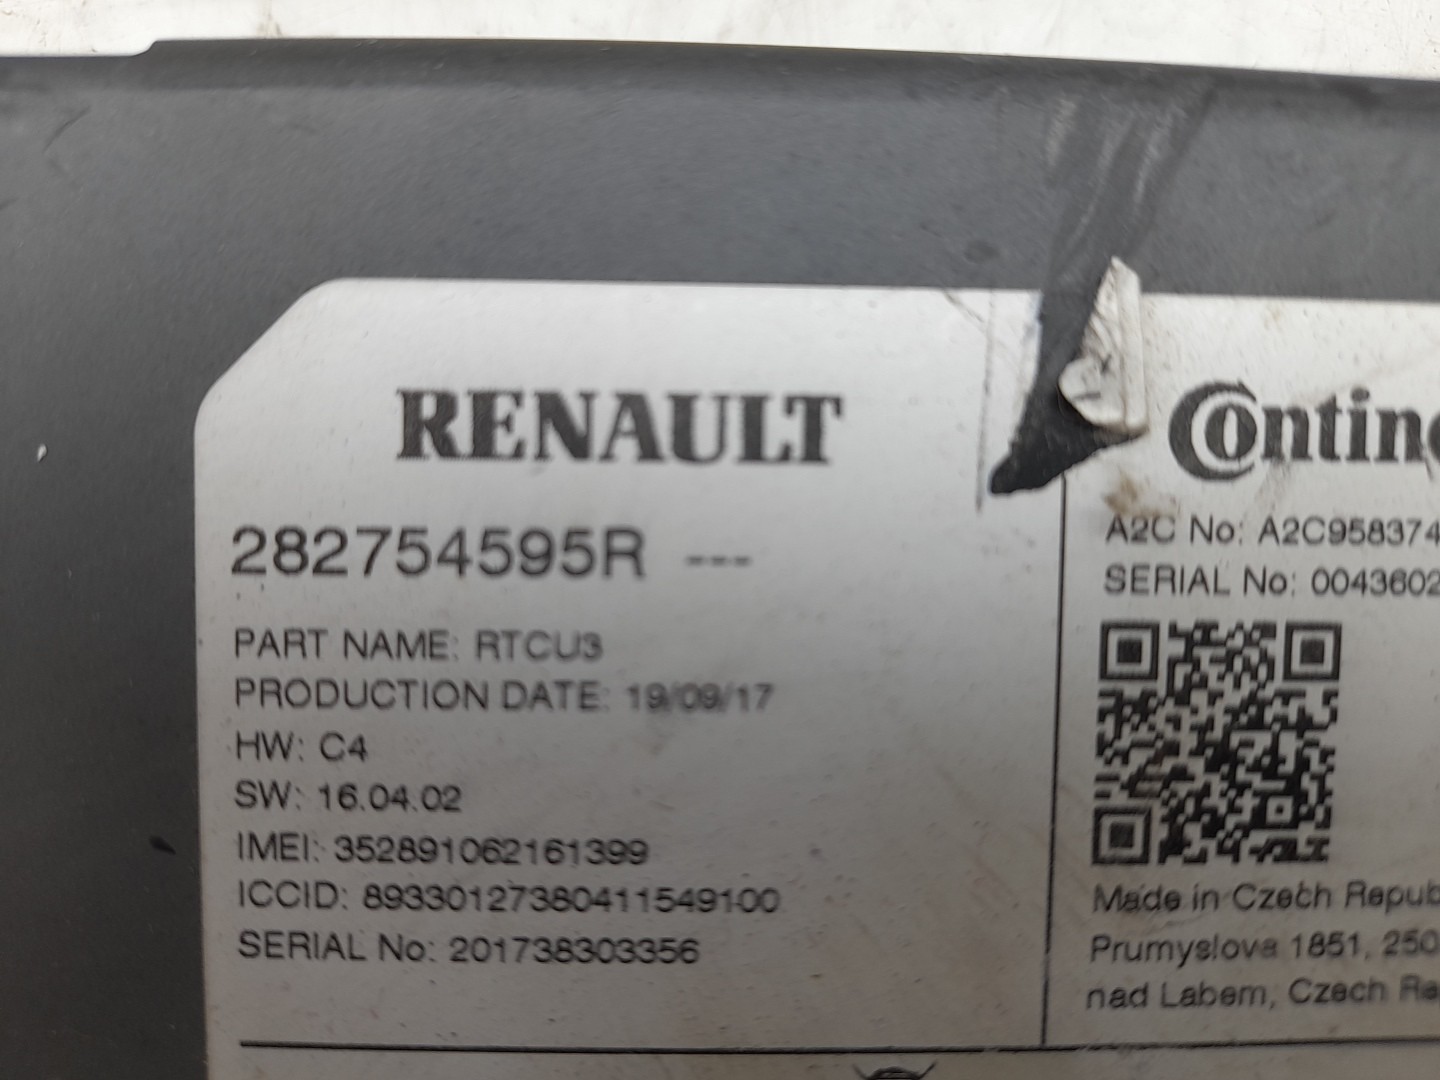 RENAULT
282754595R ---
PART NAME: RTCU3
PRODUCTION DATE: 19/09/17
HW: C4
SW: 16.04.02
IMEI: 352891062161399
ICCID: 89330127380411549100
SERIAL No: 201738303356
Contin
A2C No: A2C958374
SERIAL No: 0043602
Made in Czech Repub
Prumyslova 1851, 250
nad Labem, Czech Re